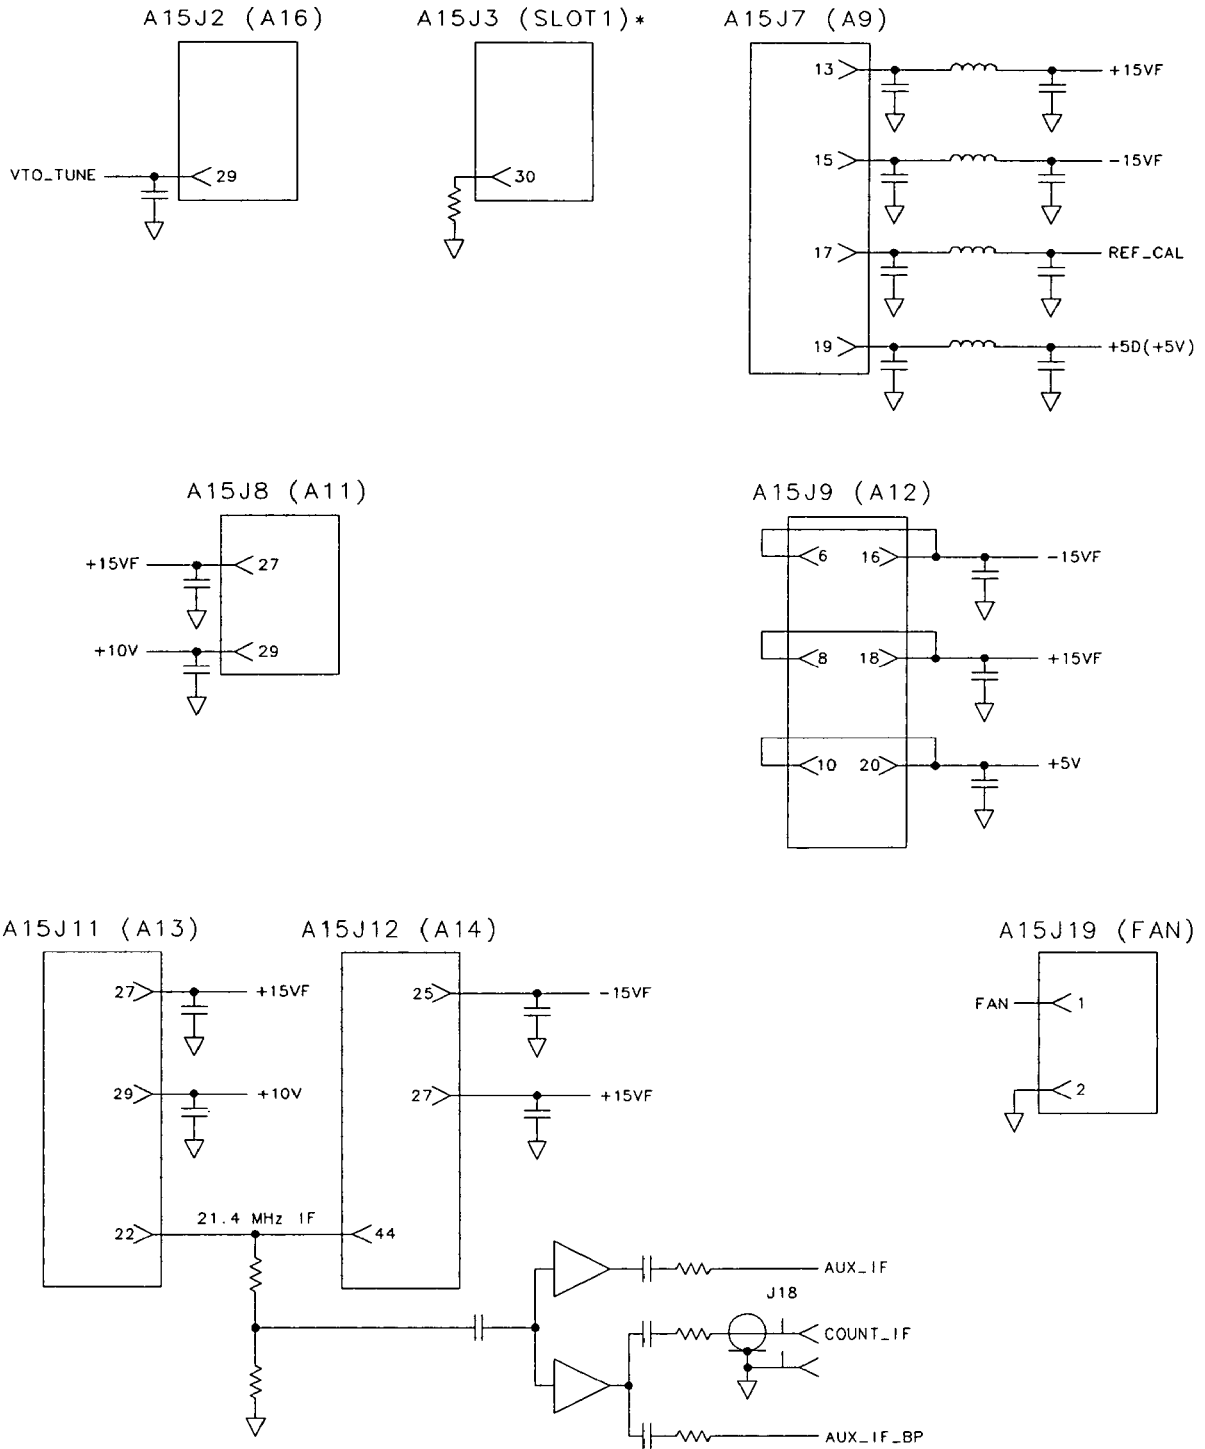 A15J2 (A16)
VTO_TUNE
29
A15J3 (SLOT1)*
30
A15J7 (A9)
13
+15VF
15
-15VF
17
REF_CAL
19
+5D(+5V)
A15J8 (A11)
+15VF
27
+10V
29
A15J9 (A12)
6
16
-15VF
8
18
+15VF
10
20
+5V
A15J11 (A13)
27
+15VF
29
+10V
22
21.4 MHz IF
A15J12 (A14)
25
-15VF
27
+15VF
44
A15J19 (FAN)
FAN
1
2
AUX_IF
J18
COUNT_IF
AUX_IF_BP